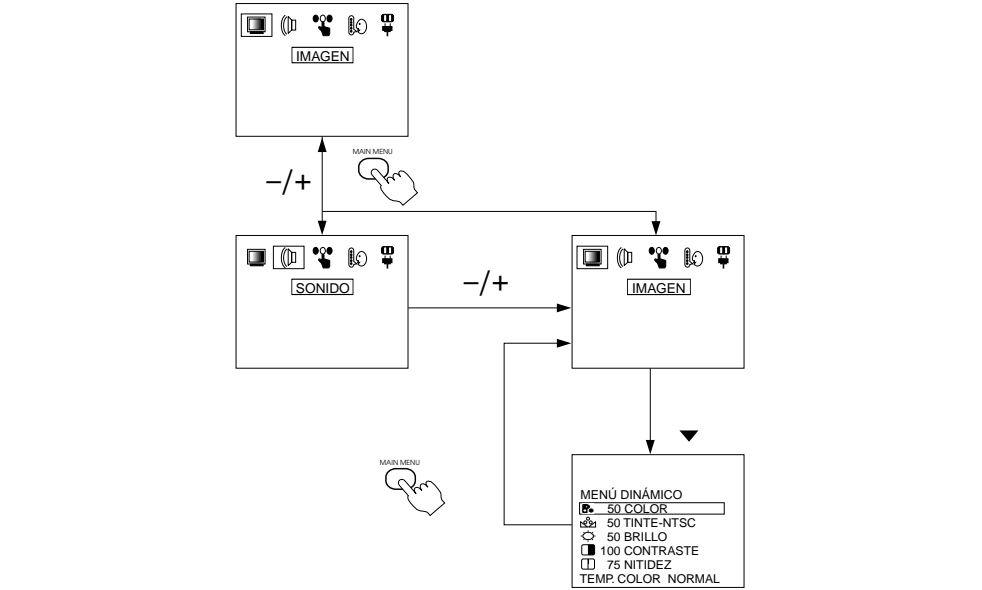 IMAGEN
MAIN MENU
−/+
SONIDO
−/+
IMAGEN
MAIN MENU
MENÚ DINÁMICO
50 COLOR
50 TINTE-NTSC
50 BRILLO
100 CONTRASTE
75 NITIDEZ
TEMP. COLOR NORMAL